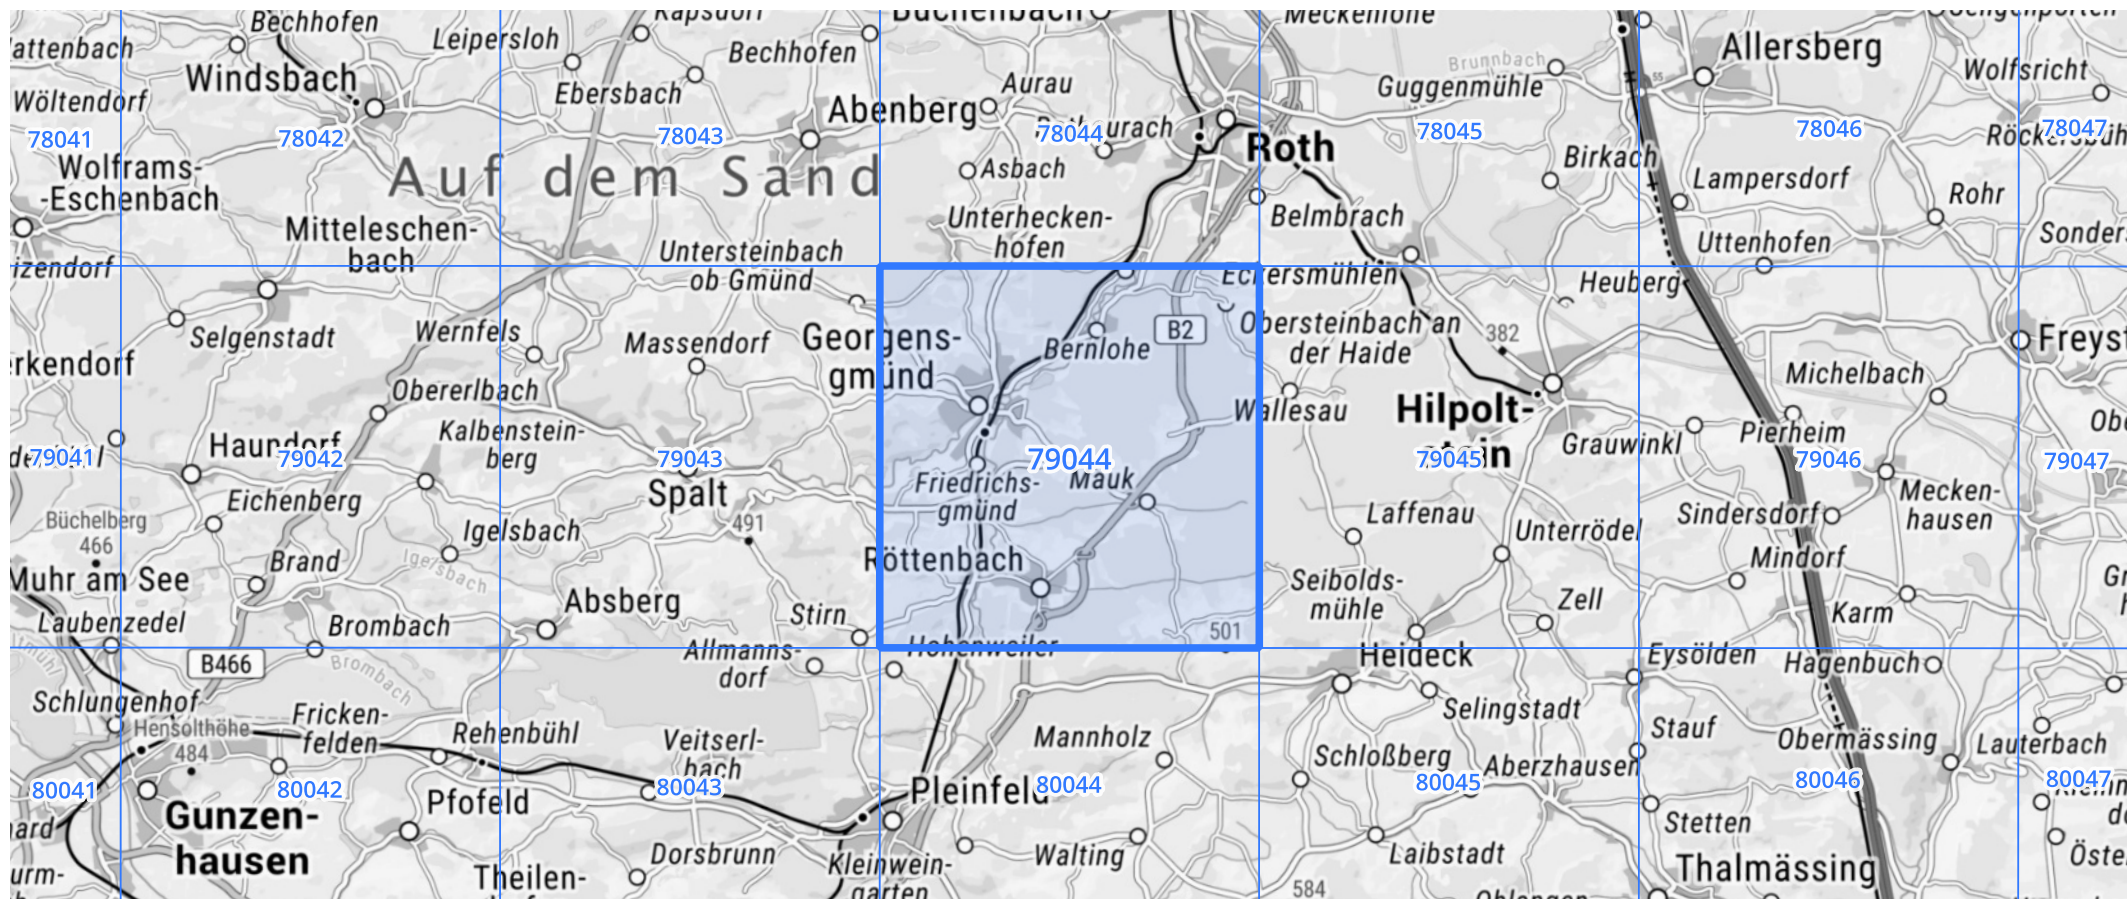 Bechhofen
Leipersloh
Bechhofen
Windsbach
Ebersbach
Wöltendorf
Abenberg
Aurau
Asbach
Guggenmühle
Brunnbach
55
Allersberg
Wolfsricht
78041
78042
78043
78044
78045
78046
78047
Roth
Birkach
Wolframs-
-Eschenbach
Auf dem Sand
Lampersdorf
Rohr
Mitteleschen-
bach
Unterhecken-
hofen
Belmbrach
Uttenhofen
Untersteinbach
ob Gmünd
Eckersmühlen
Heuberg
Selgenstadt
Wernfels
Massendorf
Georgens-
gmünd
Bernlohe
B2
Obersteinbach an
der Haide
382
Michelbach
Obererlbach
Wallesau
Hilpolt-
Haundorf
Kalbenstein-
berg
Grauwinkl
Pierheim
79041
79042
79043
79044
79045
79046
79047
Spalt
Friedrichs-
gmünd
Mauk
Eichenberg
Büchelberg
466
Igelsbach
Igelsbach
491
Laffenau
Unterrödel
Sindersdorf
Mecken-
hausen
Brand
Röttenbach
Mindorf
Muhr am See
Absberg
Stirn
Seibolds-
mühle
Zell
Karm
Laubenzedel
Brombach
501
Allmanns-
dorf
Hohenweiler
Heideck
Eysölden
Hagenbuch
B466
Brombach
Schlungenhof
Hensolthöhe
484
Fricken-
felden
Rehenbühl
Veitserl-
bach
Mannholz
Selingstadt
Stauf
Obermässing
Lauterbach
Schloßberg
Aberzhausen
80041
80042
80043
80044
80045
80046
80047
Pfofeld
Pleinfeld
Gunzen-
hausen
Stetten
Dorsbrunn
Kleinwein-
garten
Walting
Laibstadt
Thalmässing
Theilen-
584